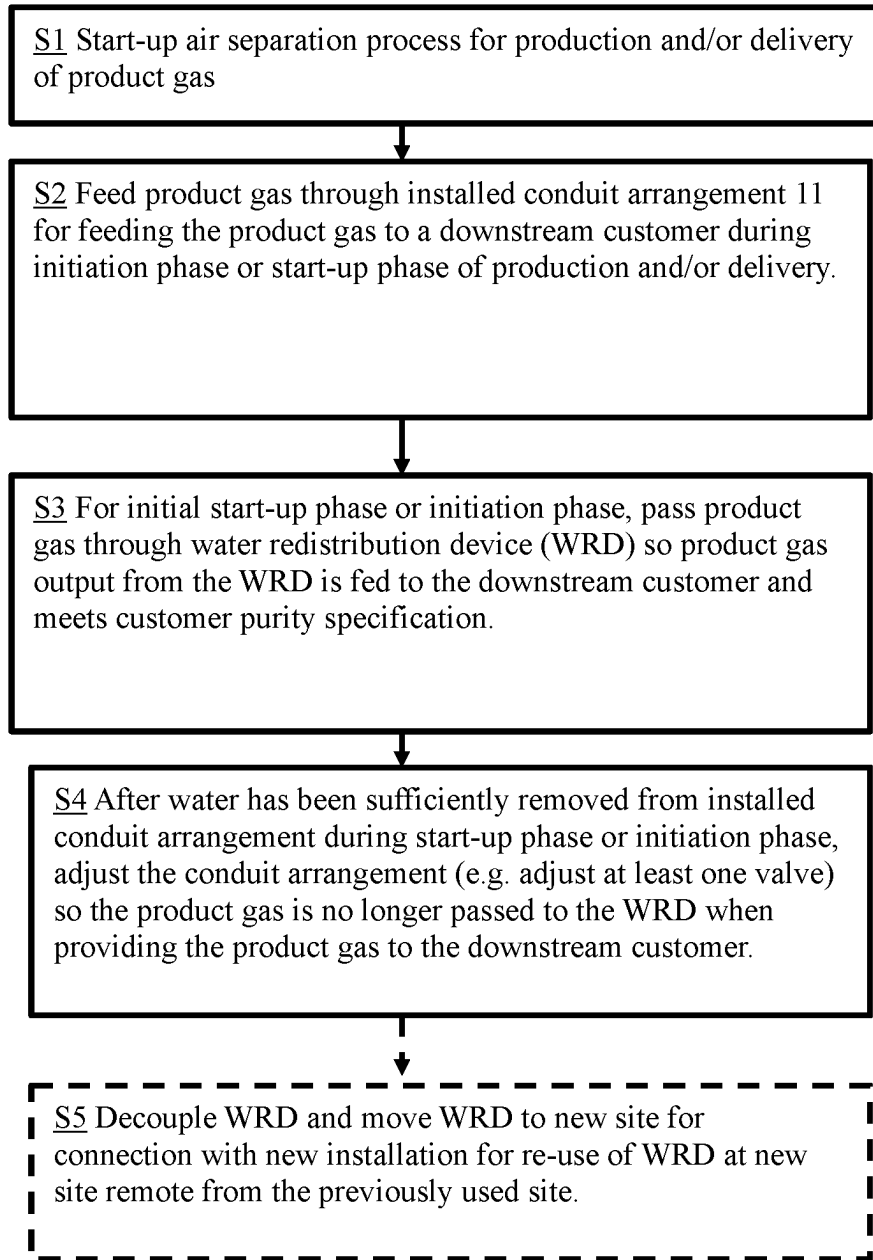 S1 Start-up air separation process for production and/or delivery
of product gas
S2 Feed product gas through installed conduit arrangement 11
for feeding the product gas to a downstream customer during
initiation phase or start-up phase of production and/or delivery.
S3 For initial start-up phase or initiation phase, pass product
gas through water redistribution device (WRD) so product gas
output from the WRD is fed to the downstream customer and
meets customer purity specification.
S4 After water has been sufficiently removed from installed
conduit arrangement during start-up phase or initiation phase,
adjust the conduit arrangement (e.g. adjust at least one valve)
so the product gas is no longer passed to the WRD when
providing the product gas to the downstream customer.
S5 Decouple WRD and move WRD to new site for
connection with new installation for re-use of WRD at new
site remote from the previously used site.